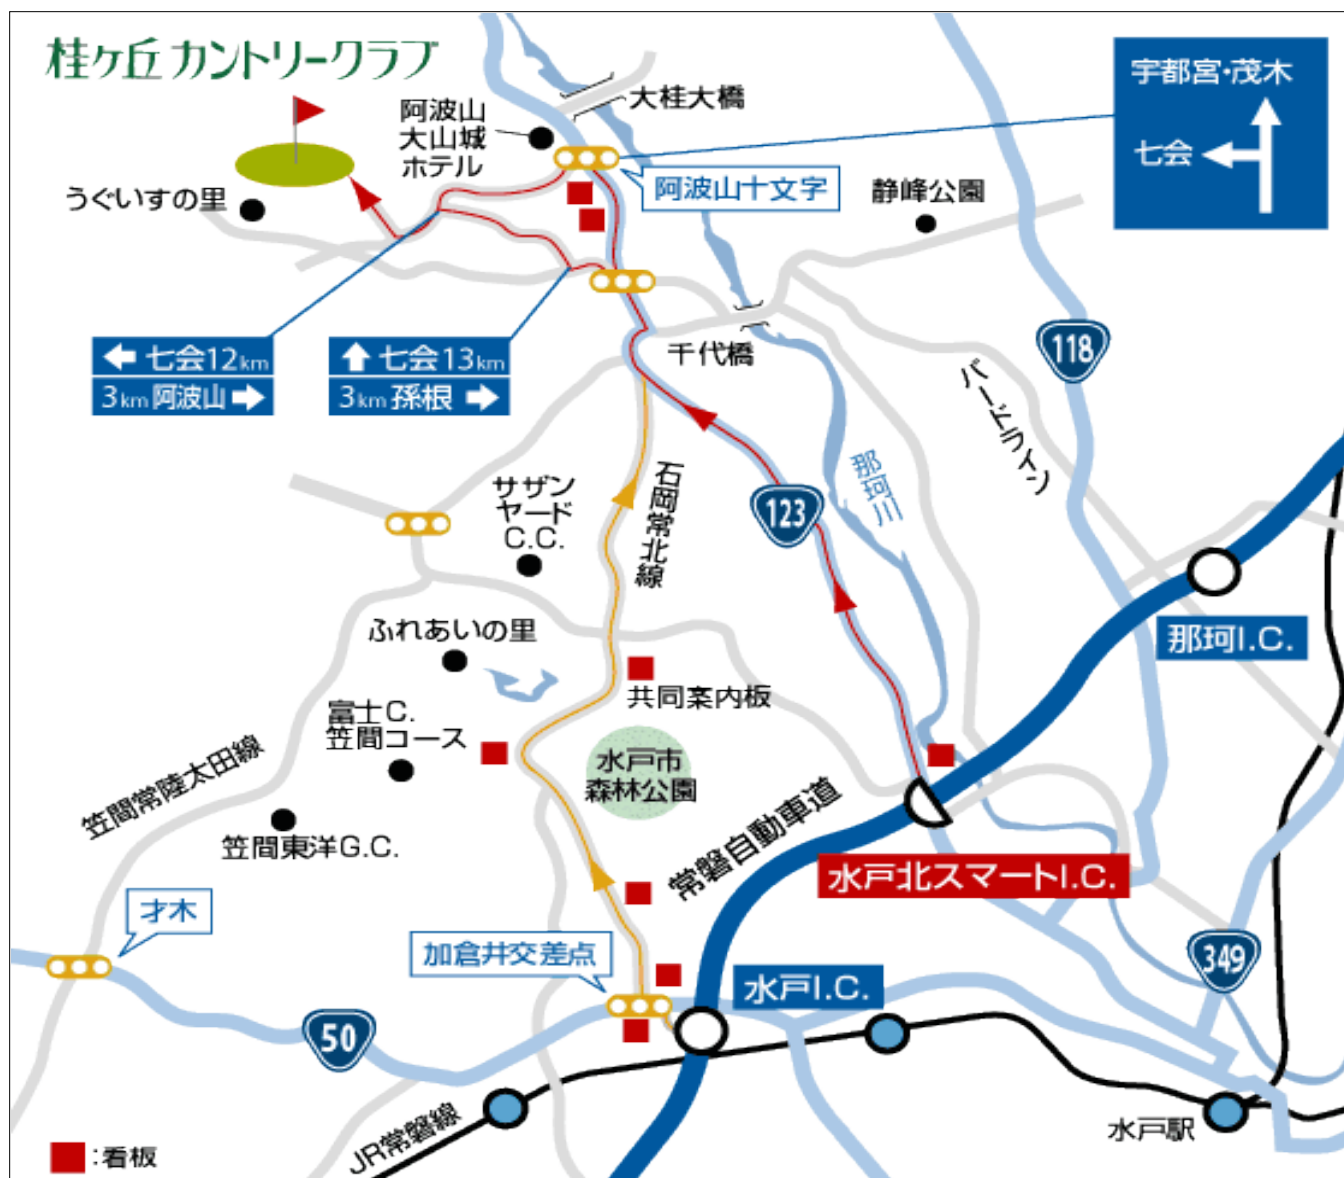 桂ヶ丘 カントリークラブ
宇都宮・茂木
七会
大桂大橋
阿波山
大山城
ホテル
阿波山十文字
静峰公園
うぐいすの里
七会12km
3km 阿波山
七会13km
3km 孫根
千代橋
118
バードライン
那珂川
サザン
ヤード
C.C.
石岡常北線
123
那珂I.C.
ふれあいの里
共同案内板
富士C.
笠間コース
水戸市
森林公園
笠間常陸太田線
笠間東洋G.C.
常磐自動車道
水戸北スマートI.C.
才木
加倉井交差点
水戸I.C.
349
50
JR常磐線
水戸駅
:看板